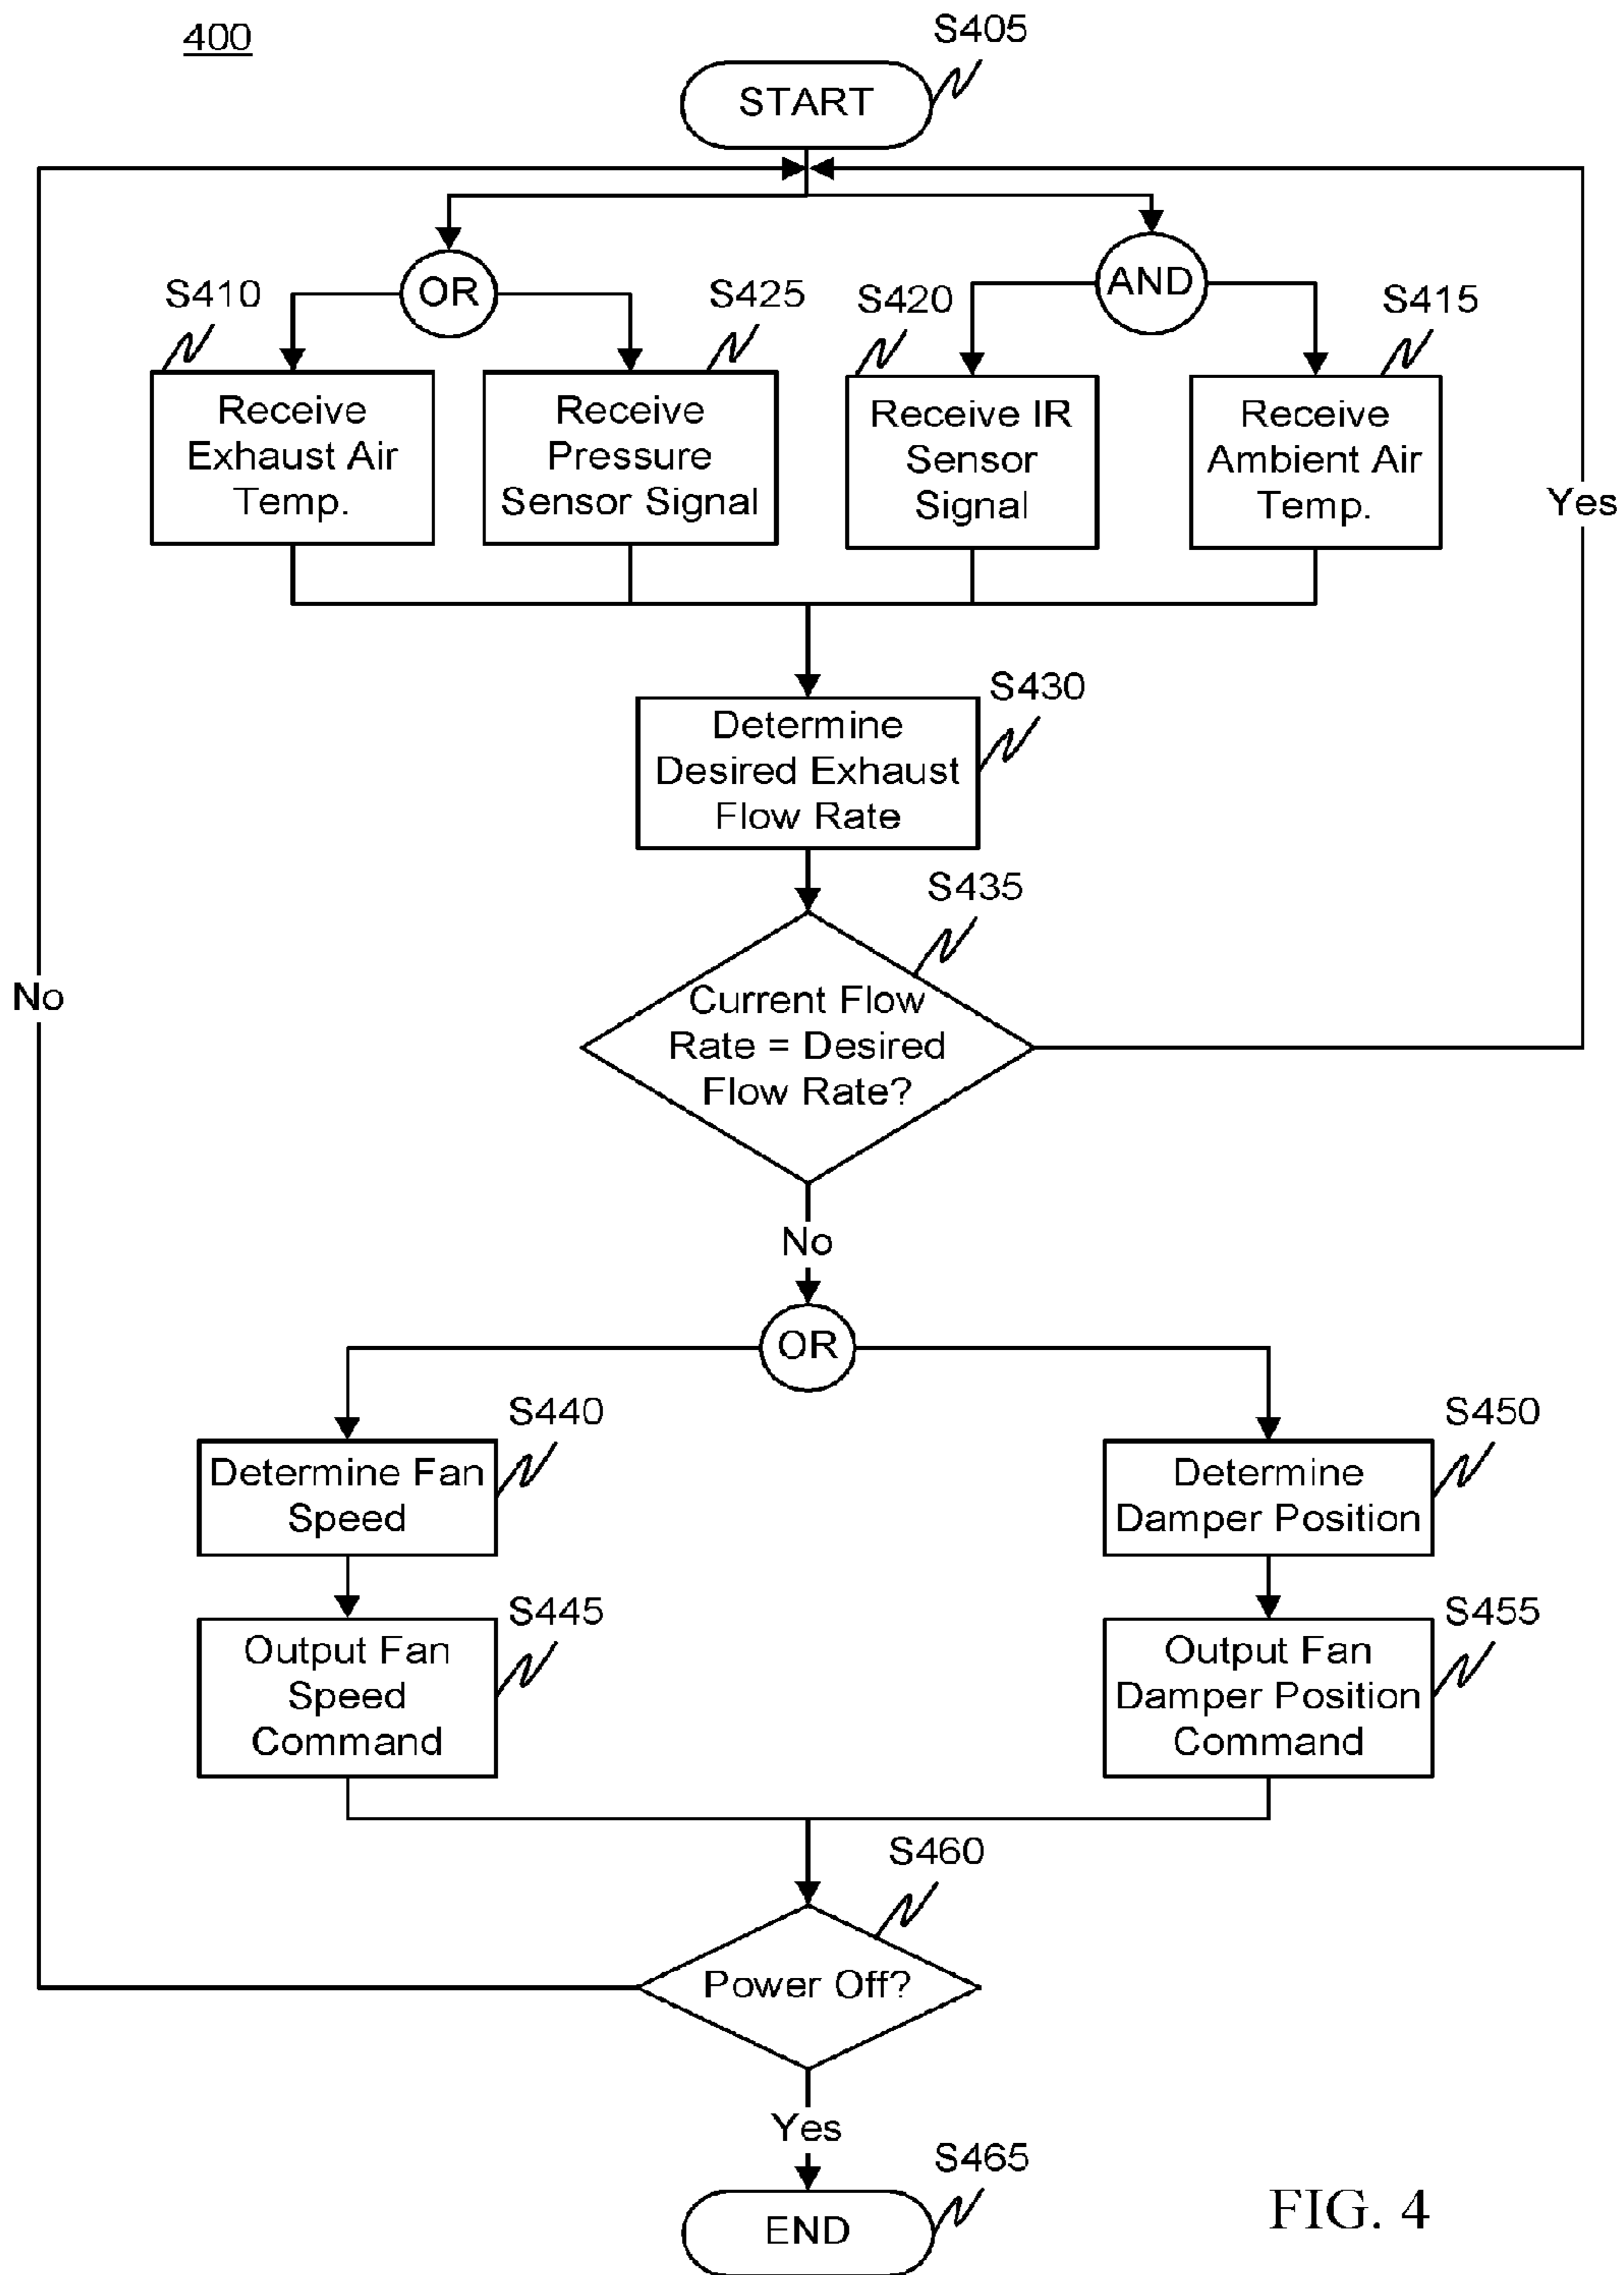 400
S405
START
OR
AND
S410
S425
S420
S415
Receive
Exhaust Air
Temp.
Receive
Pressure
Sensor Signal
Receive IR
Sensor
Signal
Receive
Ambient Air
Temp.
Yes
S430
Determine
Desired Exhaust
Flow Rate
S435
Current Flow
Rate = Desired
Flow Rate?
No
No
OR
S440
Determine Fan
Speed
S450
Determine
Damper Position
S445
Output Fan
Speed
Command
S455
Output Fan
Damper Position
Command
S460
Power Off?
Yes
S465
END
FIG. 4